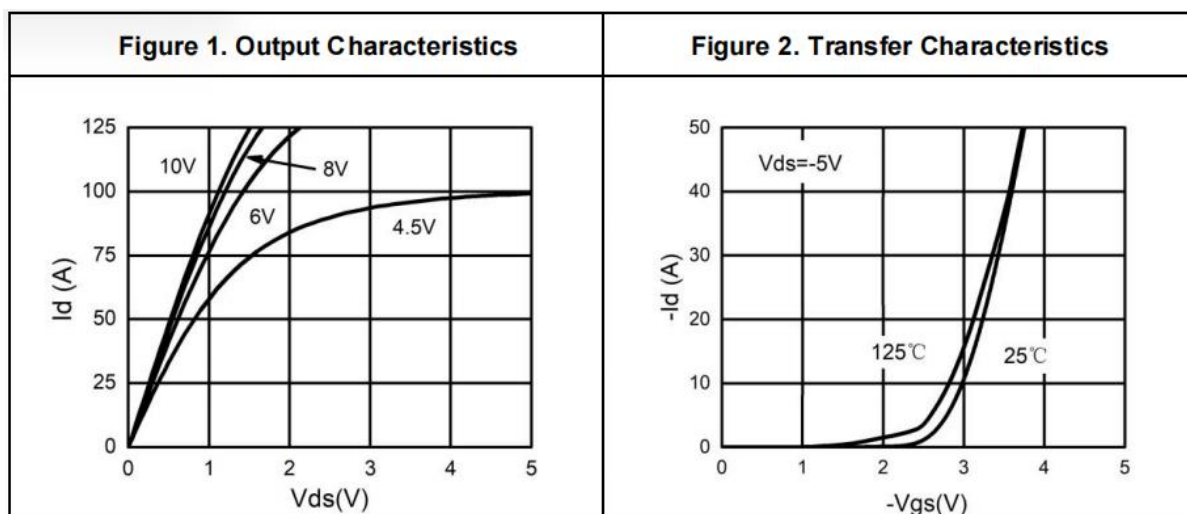 Figure 1. Output Characteristics
Figure 2. Transfer Characteristics
125
100
75
50
25
0
Id (A)
10V
8V
6V
4.5V
0 1 2 3 4 5
Vds(V)
50
40
30
20
10
0
-Id (A)
Vds=-5V
125℃
25℃
0 1 2 3 4 5
-Vgs(V)